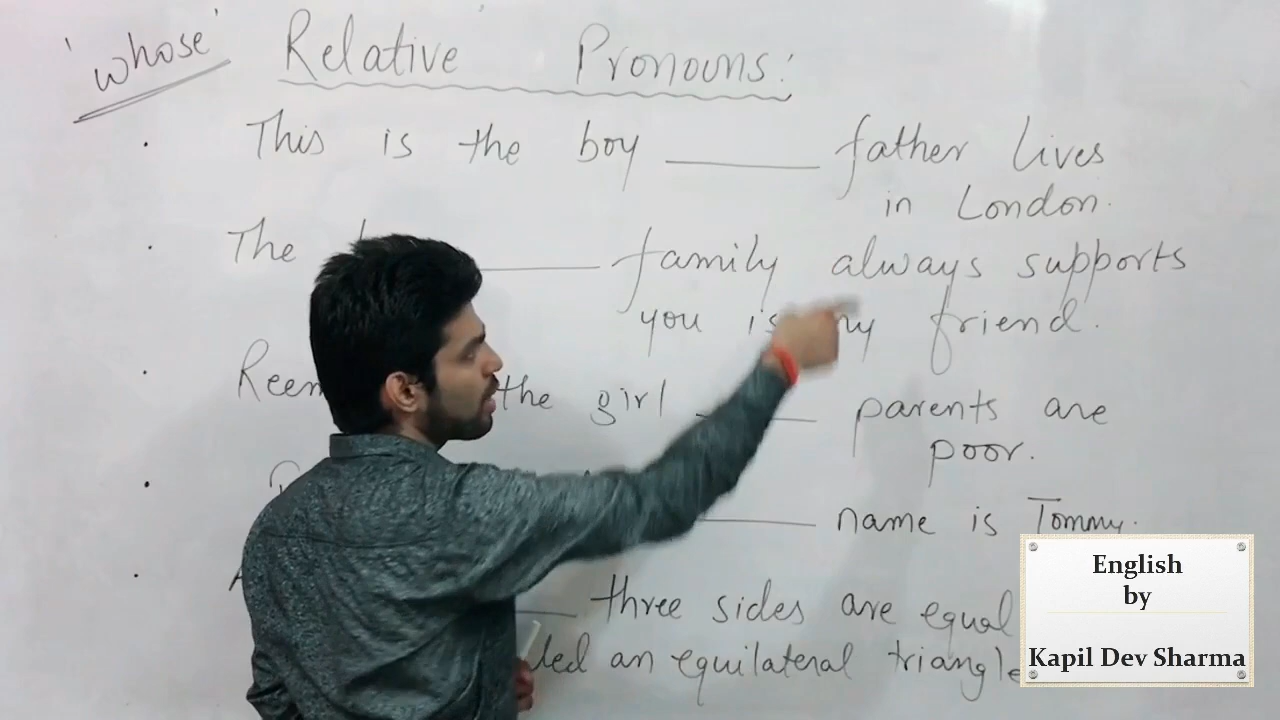 'whose' Relative Pronouns:
This is the boy ______ father lives
in London.
The ______ family always supports
you is my friend.
the girl ______ parents are
poor.
______ name is Tommy.
______ three sides are equal
an equilateral triangle
English
by
Kapil Dev Sharma